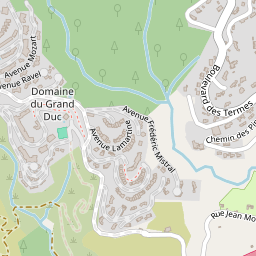 Avenue Mozart
Avenue Ravel
Domaine
du Grand
Duc
Avenue Lamartine
Avenue Frédéric Mistral
Boulevard des Termes
Chemin des Pi
Rue Jean Mo